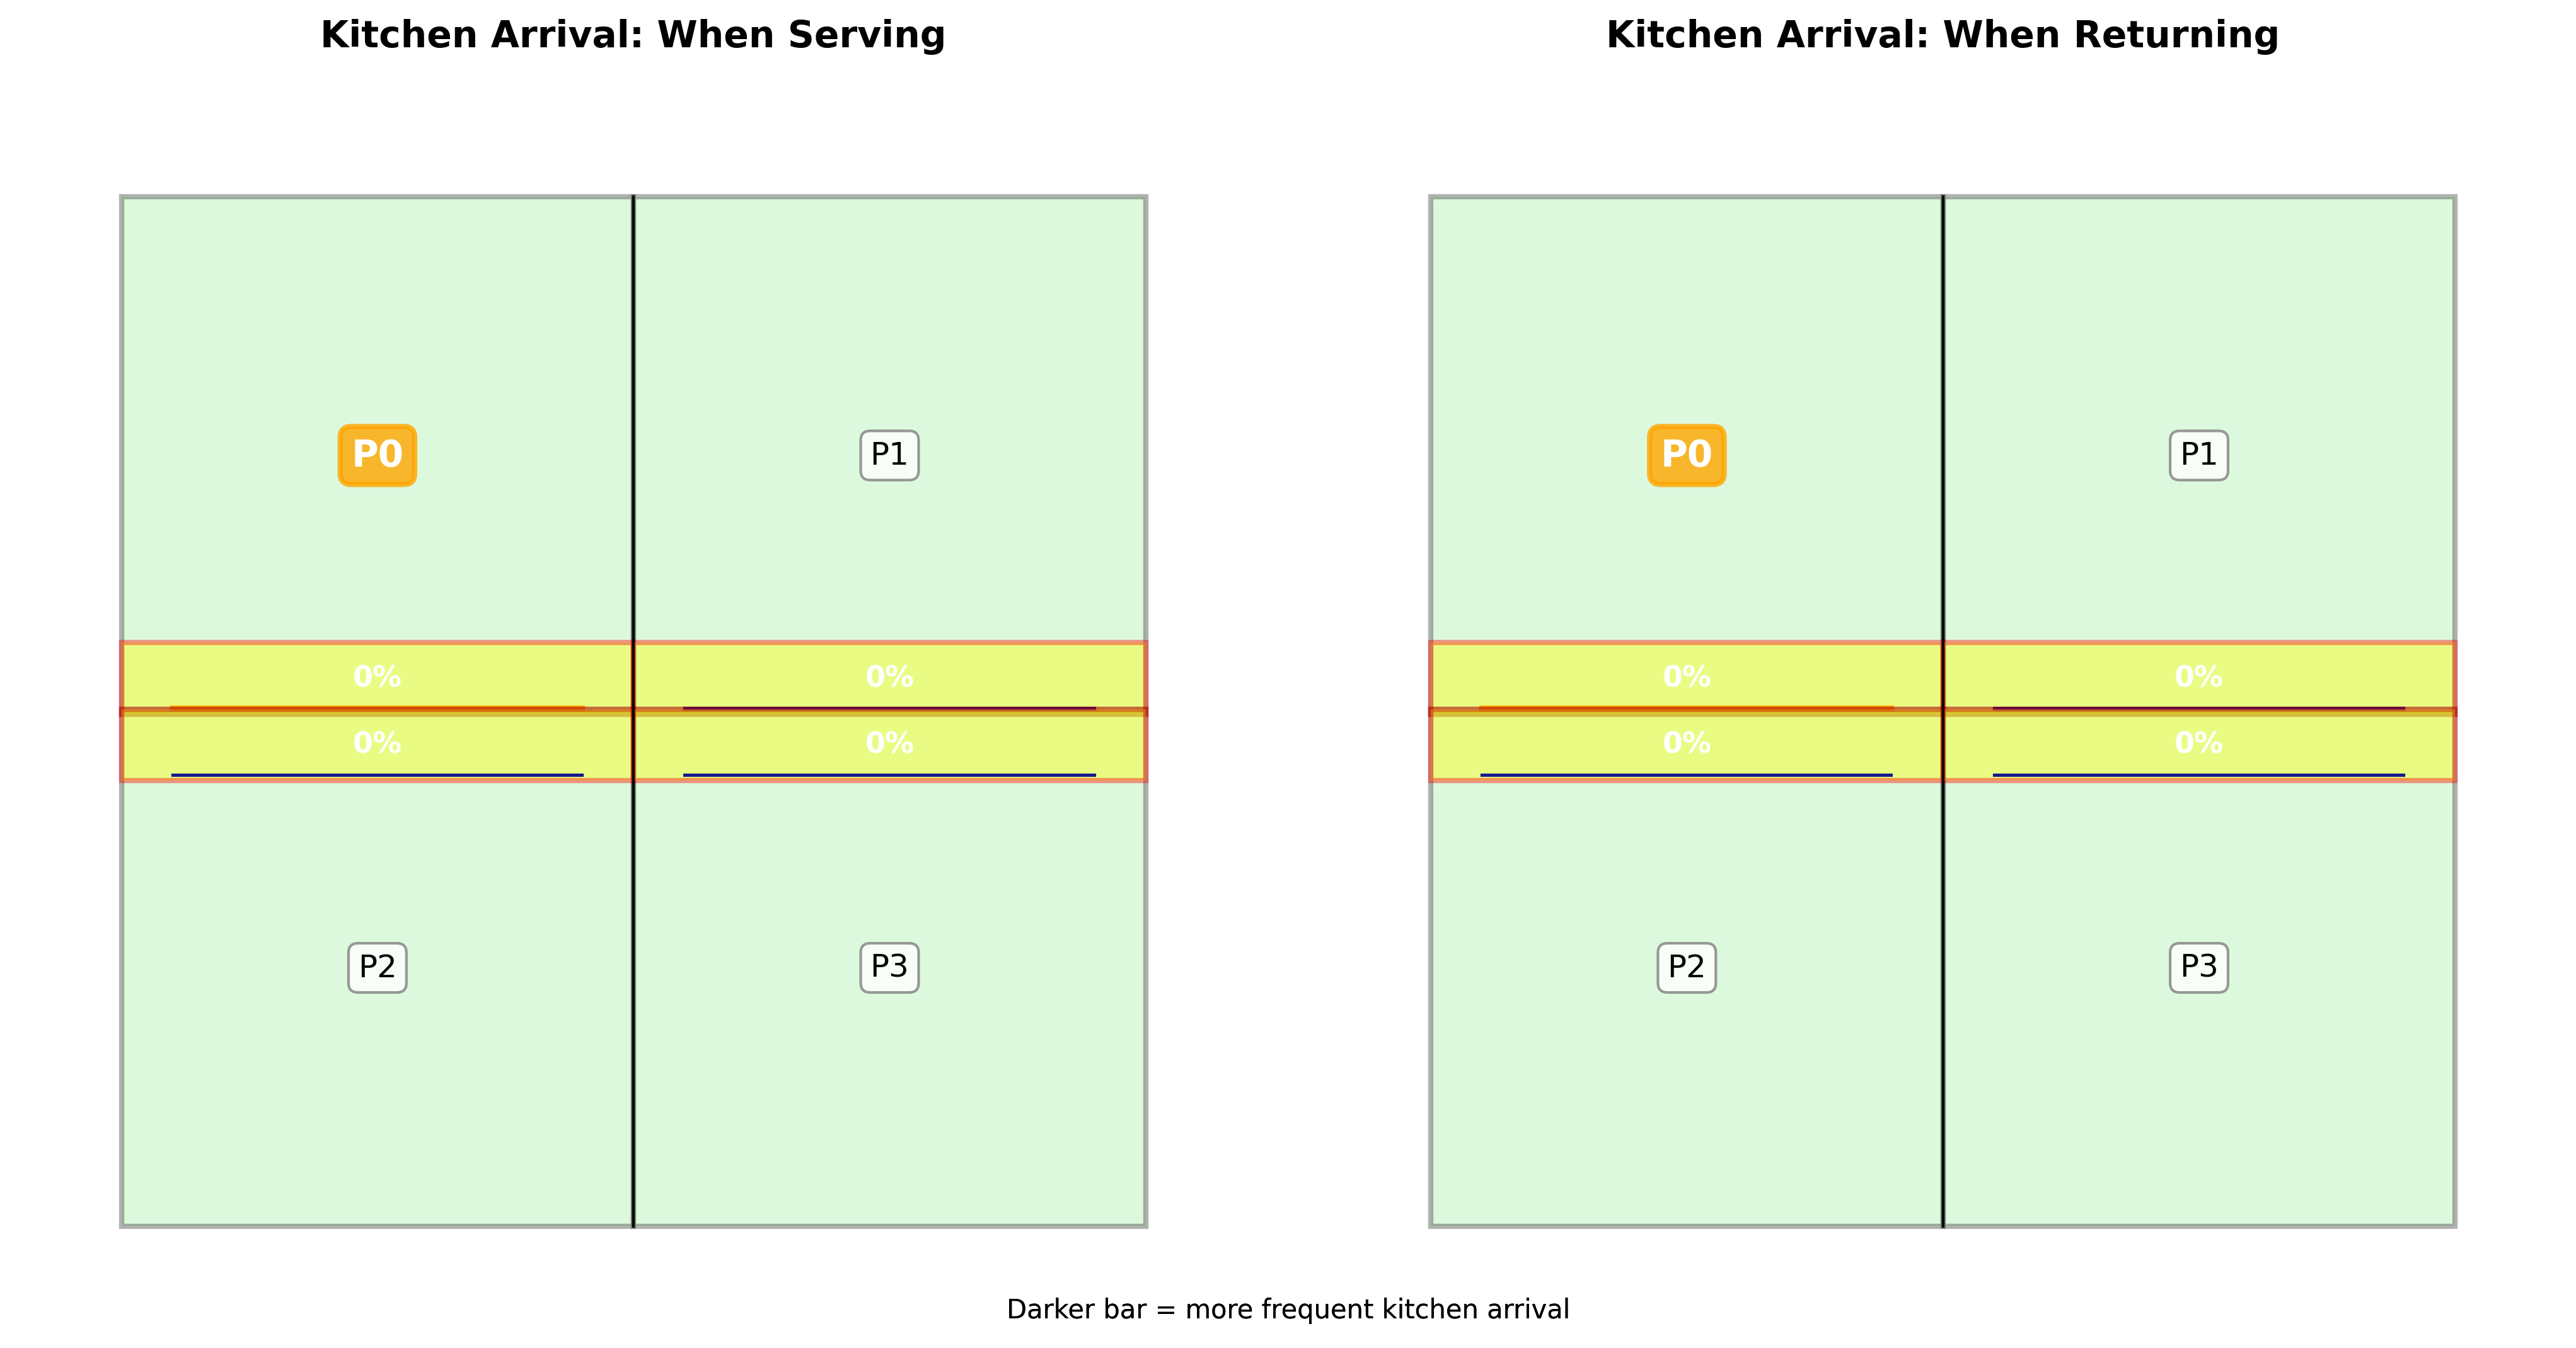 Kitchen Arrival: When Serving
Kitchen Arrival: When Returning
P0
P1
0%
0%
0%
0%
P2
P3
P0
P1
0%
0%
0%
0%
P2
P3
Darker bar = more frequent kitchen arrival